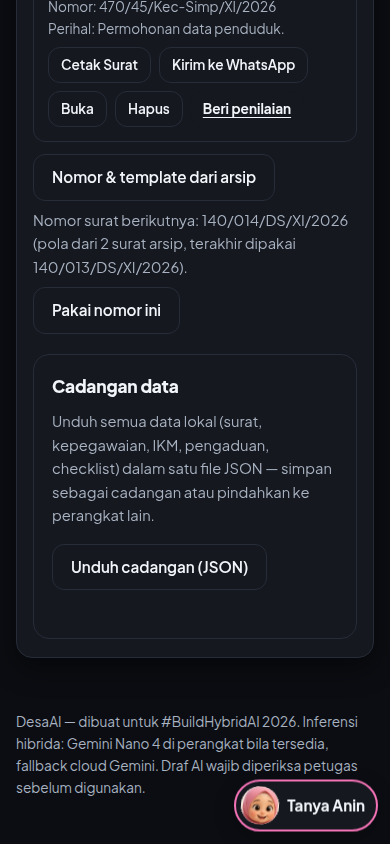 Nomor: 470/45/Kec-Simp/XI/2026
Perihal: Permohonan data penduduk.
Cetak Surat
Kirim ke WhatsApp
Buka
Hapus
Beri penilaian
Nomor & template dari arsip
Nomor surat berikutnya: 140/014/DS/XI/2026
(pola dari 2 surat arsip, terakhir dipakai
140/013/DS/XI/2026).
Pakai nomor ini
Cadangan data
Unduh semua data lokal (surat,
kepegawaian, IKM, pengaduan,
checklist) dalam satu file JSON — simpan
sebagai cadangan atau pindahkan ke
perangkat lain.
Unduh cadangan (JSON)
DesaAI — dibuat untuk #BuildHybridAI 2026. Inferensi
hibrida: Gemini Nano 4 di perangkat bila tersedia,
fallback cloud Gemini. Draf AI wajib diperiksa petugas
sebelum digunakan.
Tanya Anin